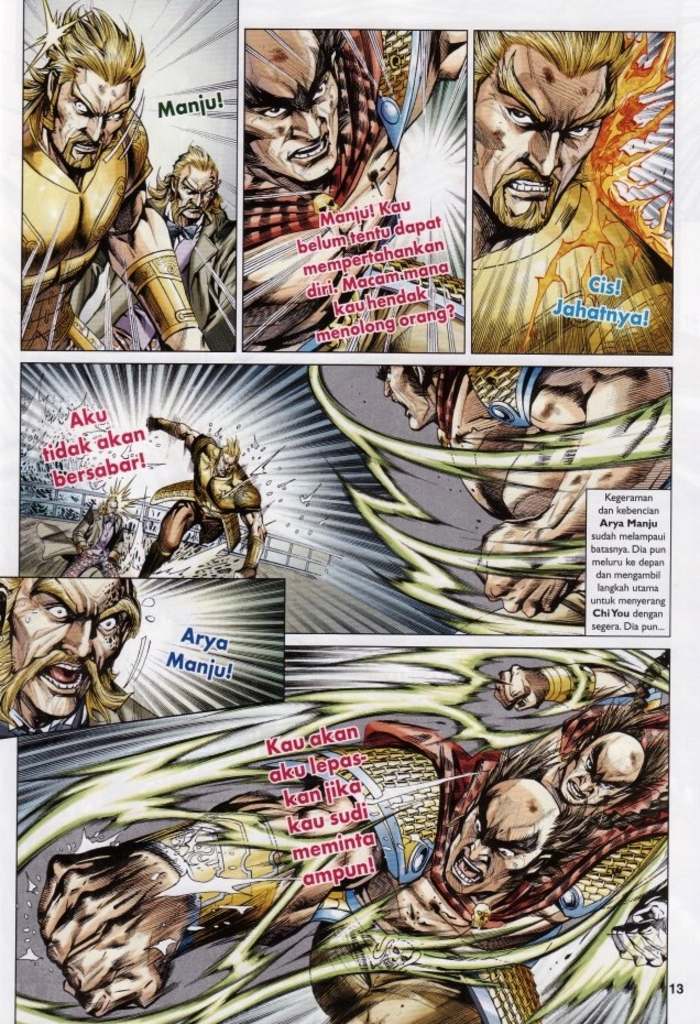 Manju!
Manju! Kau
belum tentu dapat
mempertahankan
diri. Macam mana
kau hendak
menolong orang?
Cis!
Jahatnya!
Aku
tidak akan
bersabar!
Kegeraman
dan kebencian
Arya Manju
sudah melampaui
batasnya. Dia pun
meluru ke depan
dan mengambil
langkah utama
untuk menyerang
Chi You dengan
segera. Dia pun...
Arya
Manju!
Kau akan
aku lepas-
kan jika
kau sudi
meminta
ampun!
13